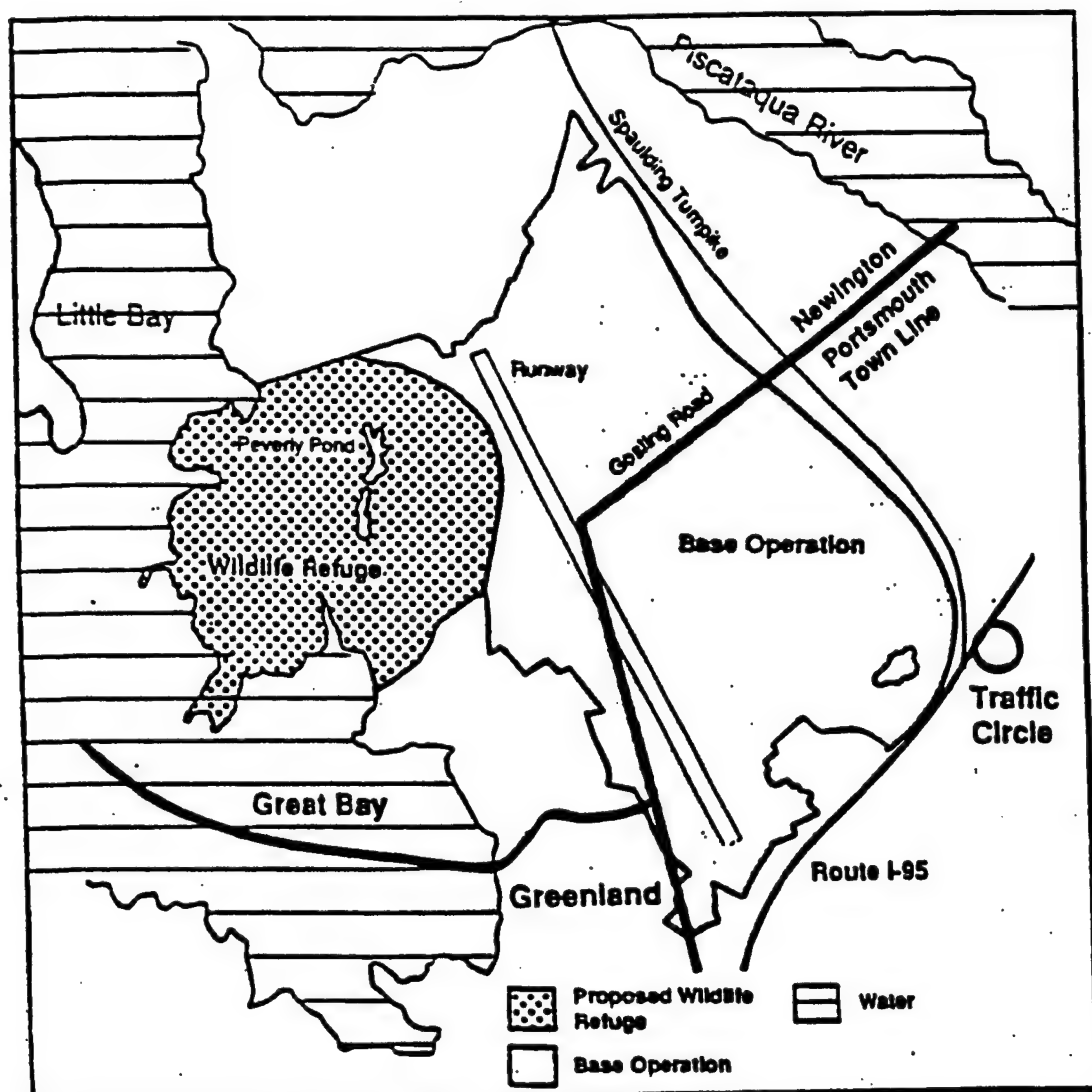 Piscataqua River
Spaulding Turnpike
Newington
Portsmouth
Town Line
Little Bay
Runway
Gosling Road
Peverly Pond
Base Operation
Wildlife Refuge
Traffic
Circle
Great Bay
Route I-95
Greenland
Proposed Wildlife
Refuge
Water
Base Operation